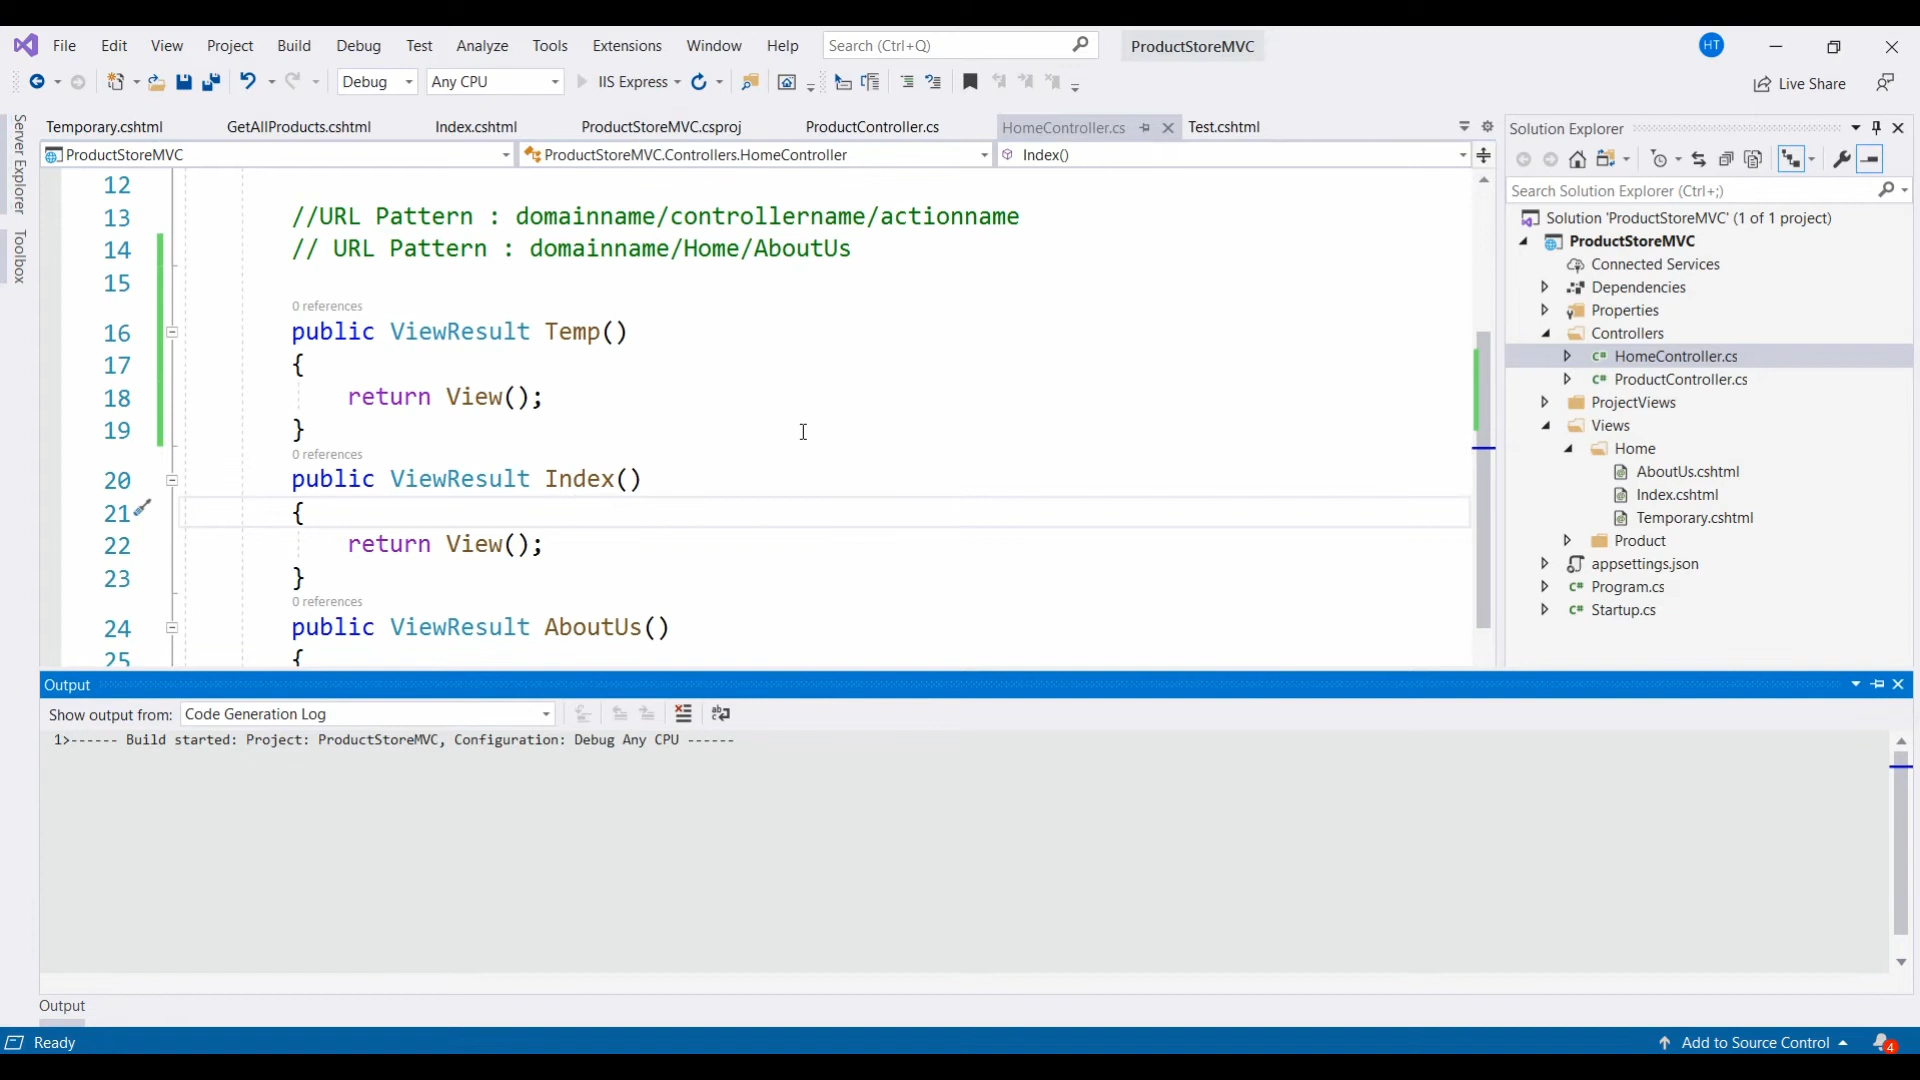 File Edit View Project Build Debug Test Analyze Tools Extensions Window Help Search (Ctrl+Q) ProductStoreMVC HT
Debug Any CPU IIS Express Live Share
Server Explorer
Toolbox
Temporary.cshtml GetAllProducts.cshtml Index.cshtml ProductStoreMVC.csproj ProductController.cs HomeController.cs Test.cshtml
ProductStoreMVC ProductStoreMVC.Controllers.HomeController Index()
12
13 //URL Pattern : domainname/controllername/actionname
14 // URL Pattern : domainname/Home/AboutUs
15
0 references
16 public ViewResult Temp()
17 {
18 return View();
19 }
0 references
20 public ViewResult Index()
21 {
22 return View();
23 }
0 references
24 public ViewResult AboutUs()
25 {
Solution Explorer
Search Solution Explorer (Ctrl+;)
Solution 'ProductStoreMVC' (1 of 1 project)
ProductStoreMVC
Connected Services
Dependencies
Properties
Controllers
C# HomeController.cs
C# ProductController.cs
ProjectViews
Views
Home
AboutUs.cshtml
Index.cshtml
Temporary.cshtml
Product
appsettings.json
C# Program.cs
C# Startup.cs
Output
Show output from: Code Generation Log
1>------ Build started: Project: ProductStoreMVC, Configuration: Debug Any CPU ------
Output
Ready Add to Source Control 4